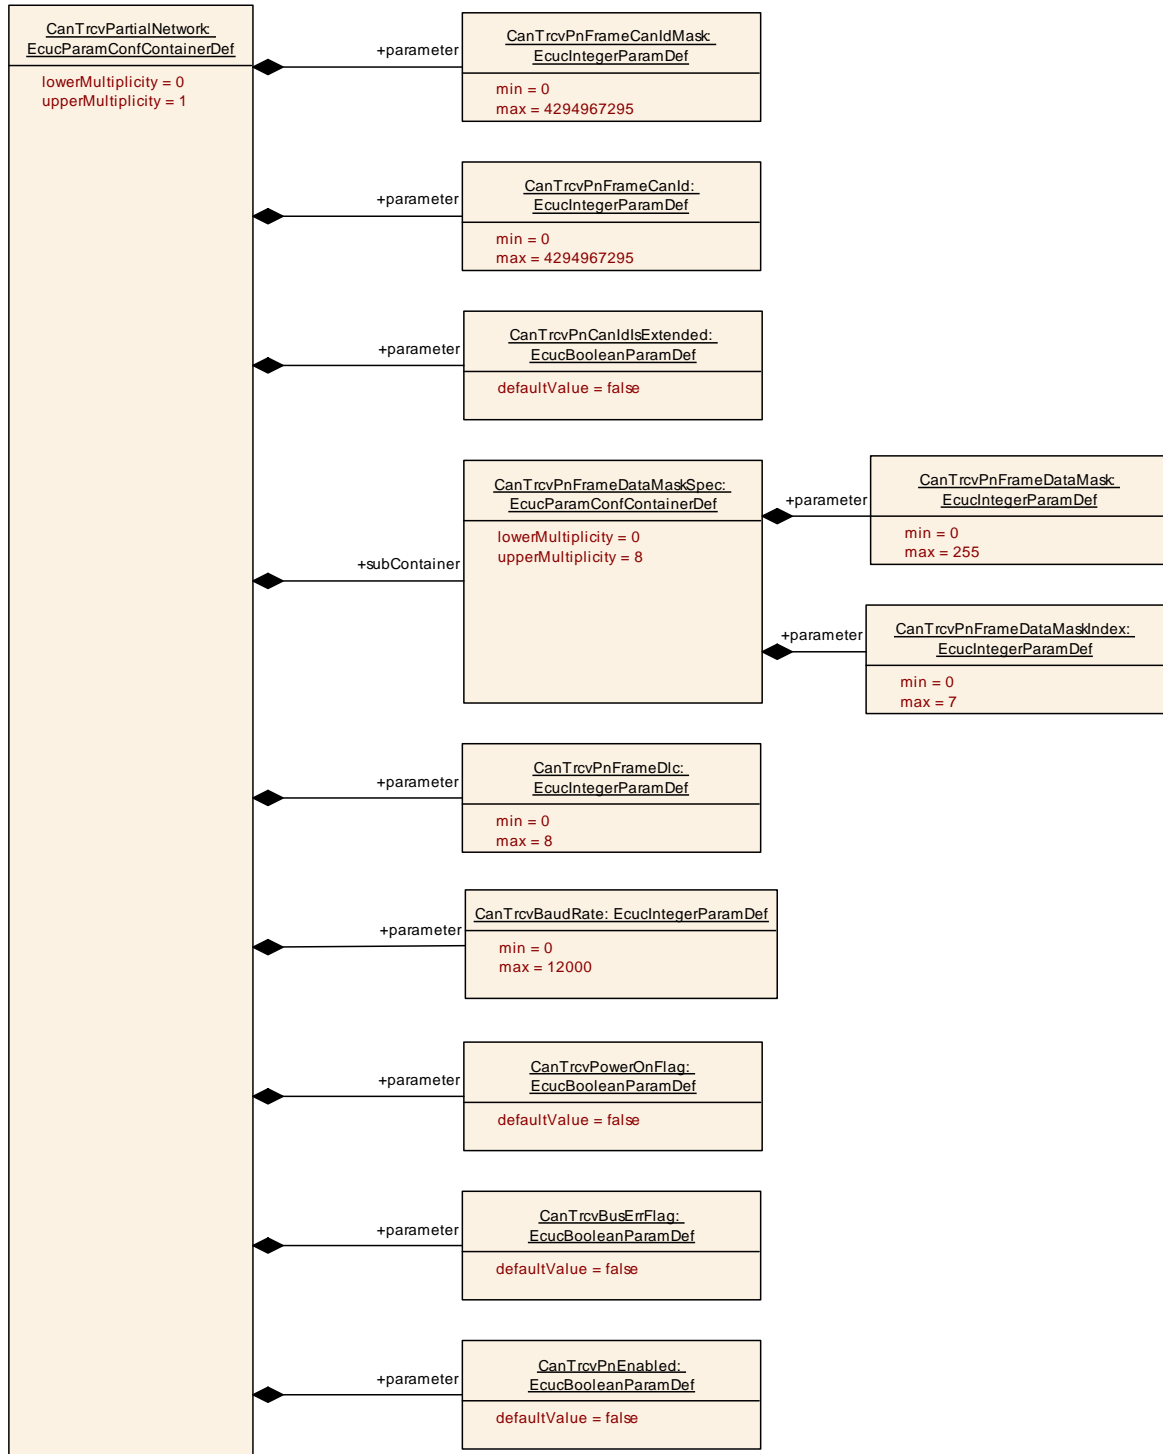 CanTrcvPartialNetwork:
EcucParamConfContainerDef
lowerMultiplicity = 0
upperMultiplicity = 1
+parameter
CanTrcvPnFrameCanIdMask:
EcucIntegerParamDef
min = 0
max = 4294967295
+parameter
CanTrcvPnFrameCanId:
EcucIntegerParamDef
min = 0
max = 4294967295
+parameter
CanTrcvPnCanIdIsExtended:
EcucBooleanParamDef
defaultValue = false
+subContainer
CanTrcvPnFrameDataMaskSpec:
EcucParamConfContainerDef
lowerMultiplicity = 0
upperMultiplicity = 8
+parameter
CanTrcvPnFrameDataMask:
EcucIntegerParamDef
min = 0
max = 255
+parameter
CanTrcvPnFrameDataMaskIndex:
EcucIntegerParamDef
min = 0
max = 7
+parameter
CanTrcvPnFrameDlc:
EcucIntegerParamDef
min = 0
max = 8
+parameter
CanTrcvBaudRate: EcucIntegerParamDef
min = 0
max = 12000
+parameter
CanTrcvPowerOnFlag:
EcucBooleanParamDef
defaultValue = false
+parameter
CanTrcvBusErrFlag:
EcucBooleanParamDef
defaultValue = false
+parameter
CanTrcvPnEnabled:
EcucBooleanParamDef
defaultValue = false